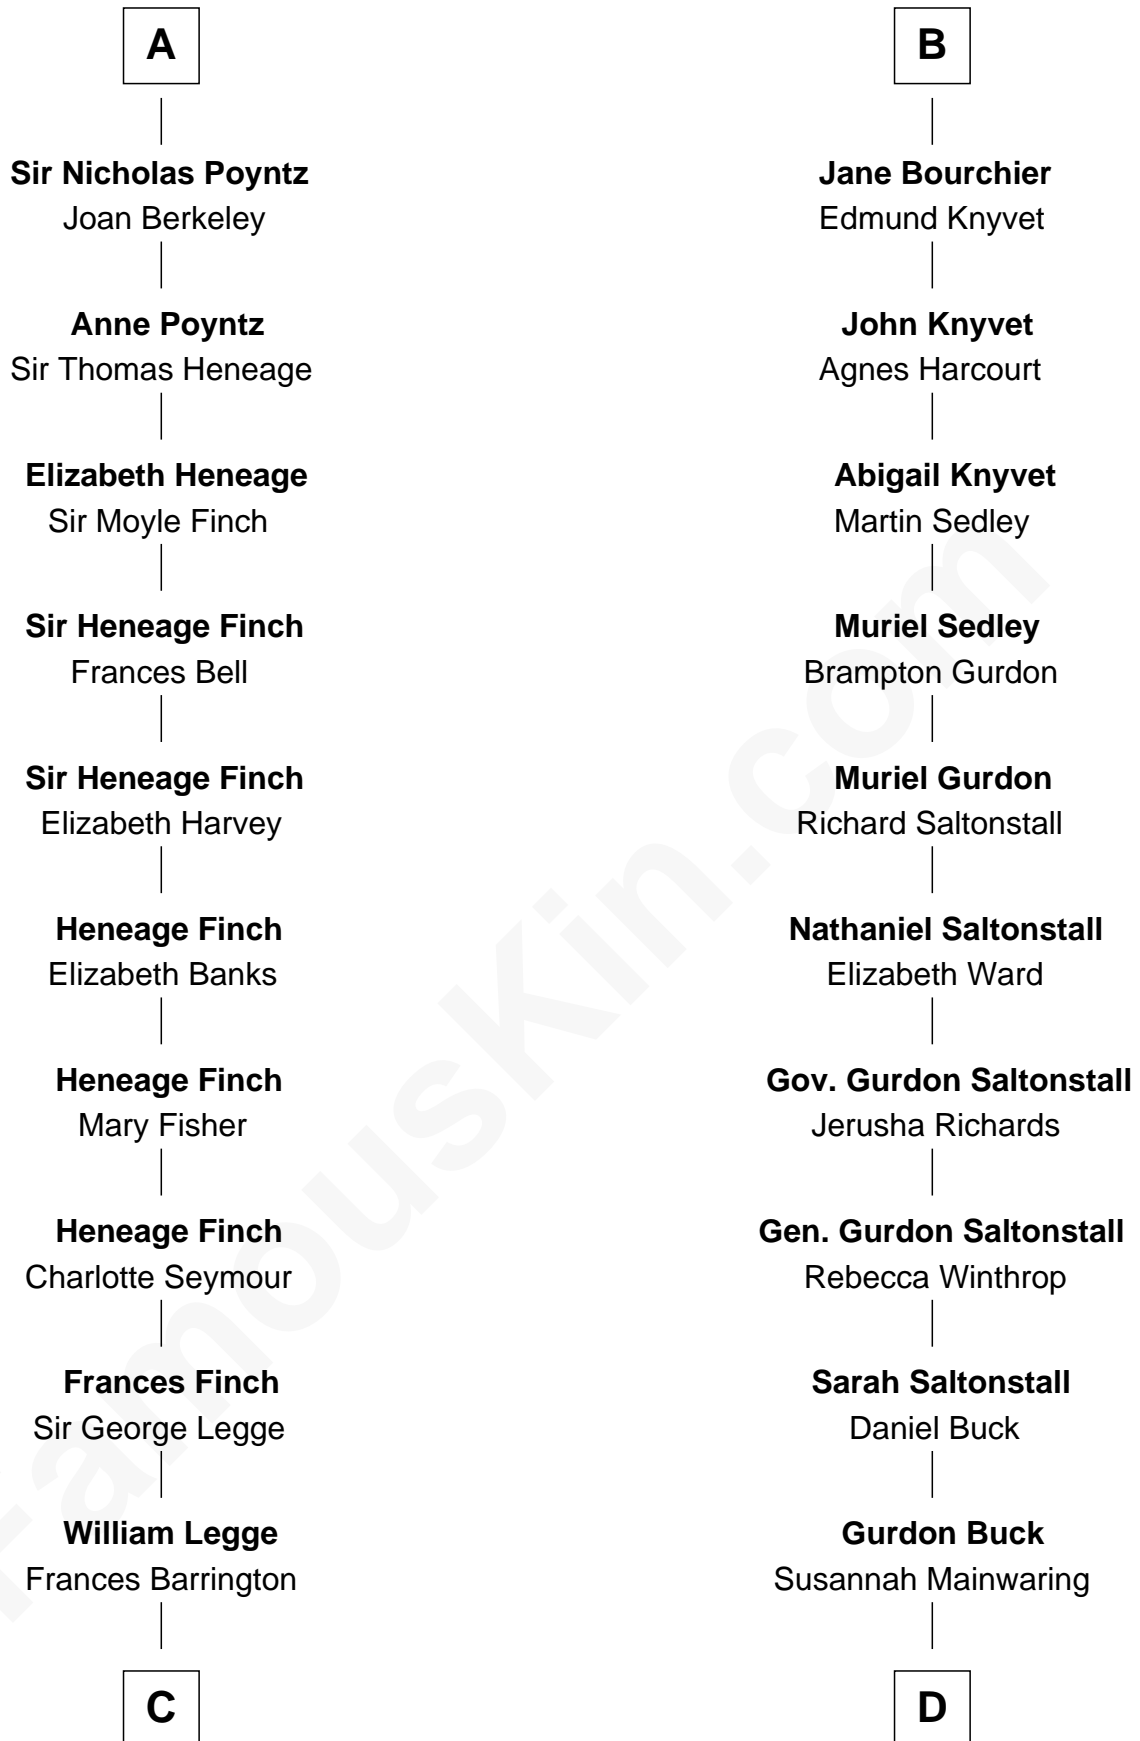 A
Sir Nicholas Poyntz
Joan Berkeley
Anne Poyntz
Sir Thomas Heneage
Elizabeth Heneage
Sir Moyle Finch
Sir Heneage Finch
Frances Bell
Sir Heneage Finch
Elizabeth Harvey
Heneage Finch
Elizabeth Banks
Heneage Finch
Mary Fisher
Heneage Finch
Charlotte Seymour
Frances Finch
Sir George Legge
William Legge
Frances Barrington
C
B
Jane Bourchier
Edmund Knyvet
John Knyvet
Agnes Harcourt
Abigail Knyvet
Martin Sedley
Muriel Sedley
Brampton Gurdon
Muriel Gurdon
Richard Saltonstall
Nathaniel Saltonstall
Elizabeth Ward
Gov. Gurdon Saltonstall
Jerusha Richards
Gen. Gurdon Saltonstall
Rebecca Winthrop
Sarah Saltonstall
Daniel Buck
Gurdon Buck
Susannah Mainwaring
D
FamousKin.com